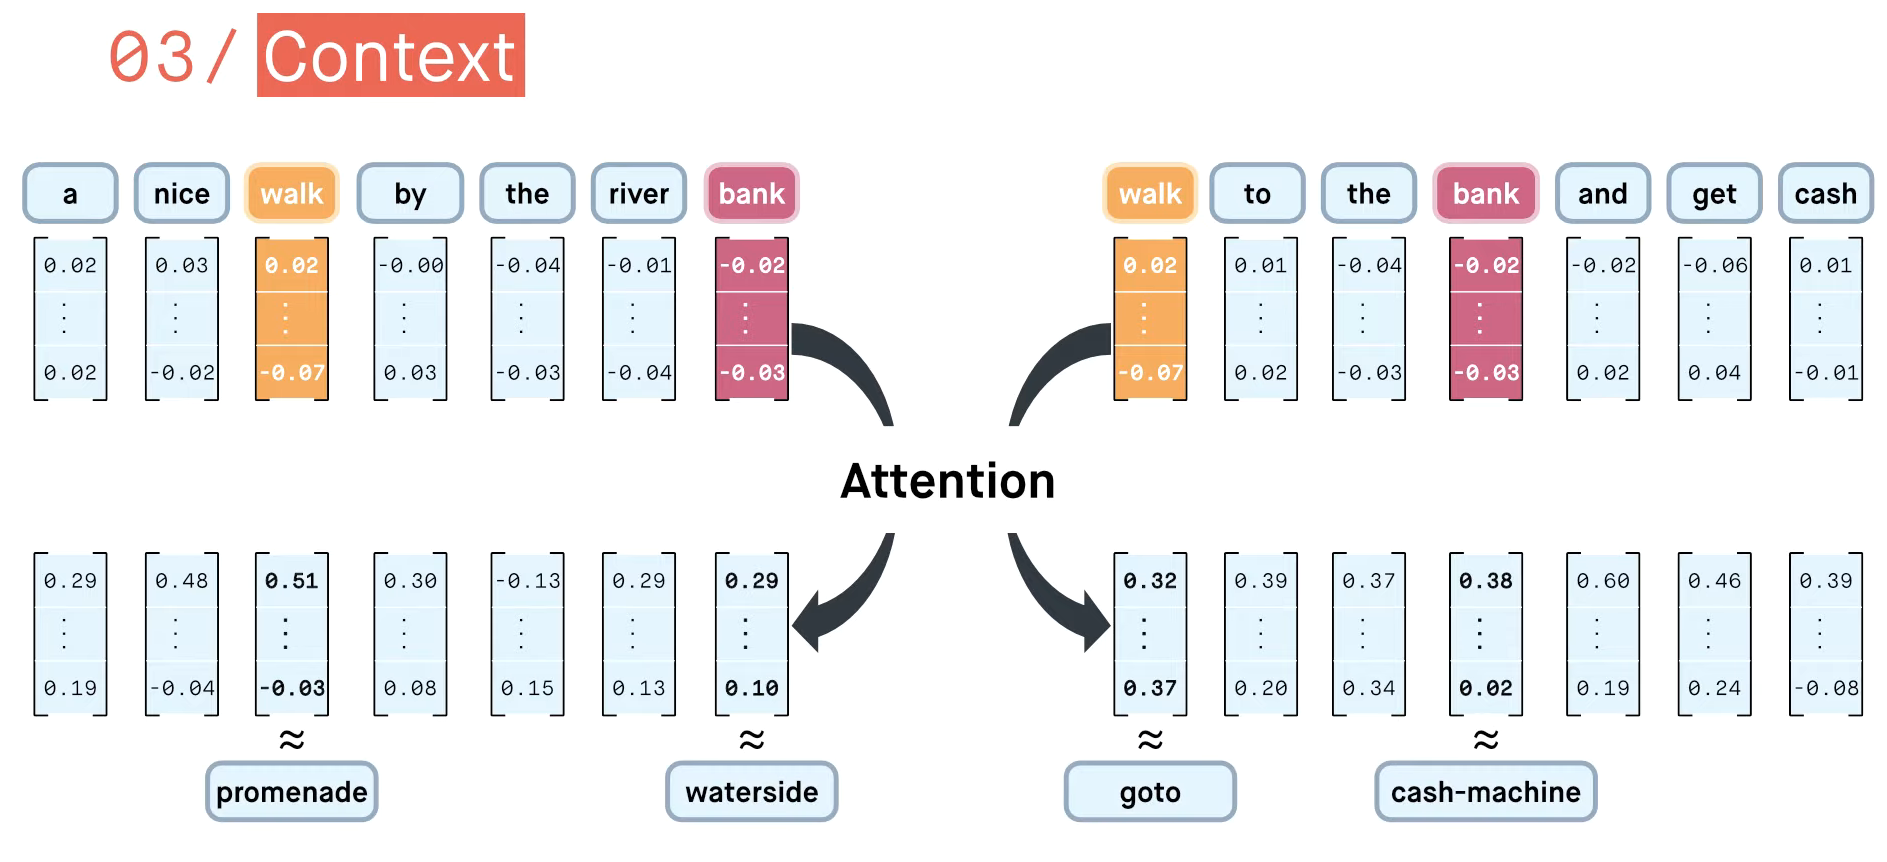 03/ Context
a nice walk by the river bank walk to the bank and get cash
0.02 0.03 0.02 -0.00 -0.04 -0.01 -0.02 0.02 0.01 -0.04 -0.02 -0.02 -0.06 0.01
⋮ ⋮ ⋮ ⋮ ⋮ ⋮ ⋮ ⋮ ⋮ ⋮ ⋮ ⋮ ⋮ ⋮
0.02 -0.02 -0.07 0.03 -0.03 -0.04 -0.03 -0.07 0.02 -0.03 -0.03 0.02 0.04 -0.01
Attention
0.29 0.48 0.51 0.30 -0.13 0.29 0.29 0.32 0.39 0.37 0.38 0.60 0.46 0.39
⋮ ⋮ ⋮ ⋮ ⋮ ⋮ ⋮ ⋮ ⋮ ⋮ ⋮ ⋮ ⋮ ⋮
0.19 -0.04 -0.03 0.08 0.15 0.13 0.10 0.37 0.20 0.34 0.02 0.19 0.24 -0.08
≈ ≈ ≈ ≈
promenade waterside goto cash-machine